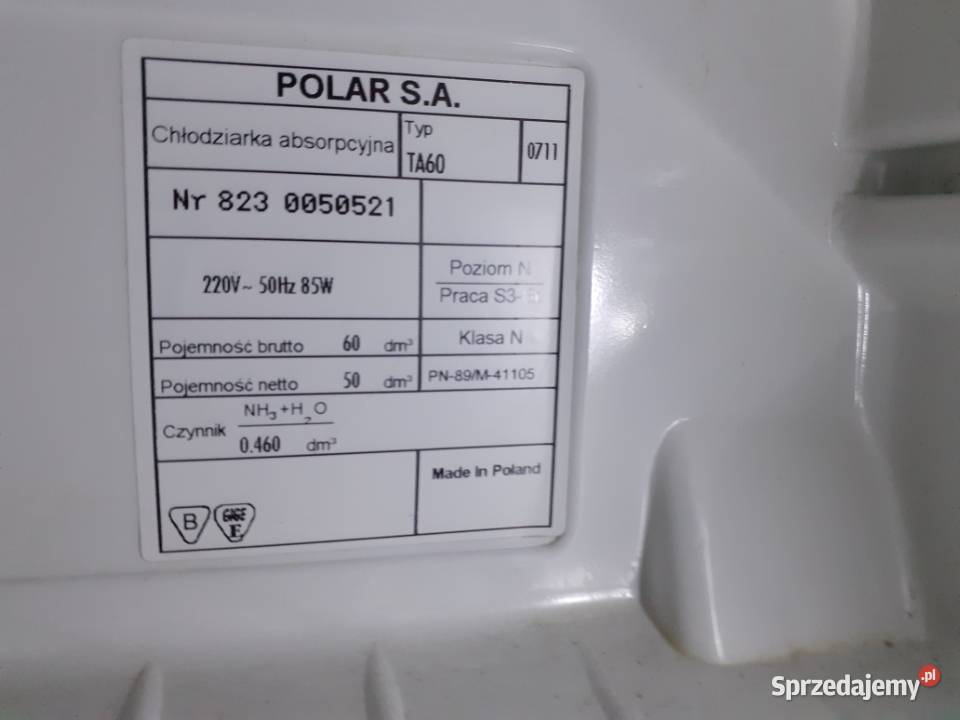 POLAR S.A.
Chłodziarka absorpcyjna
Typ
TA60
0711
Nr 823 0050521
220V~ 50Hz 85W
Poziom N
Praca S3-
Pojemność brutto 60 dm³
Klasa N
Pojemność netto 50 dm³
PN-89/M-41105
Czynnik
NH₃+H₂O
0.460 dm³
Made In Poland
B
E
Sprzedajemy.pl